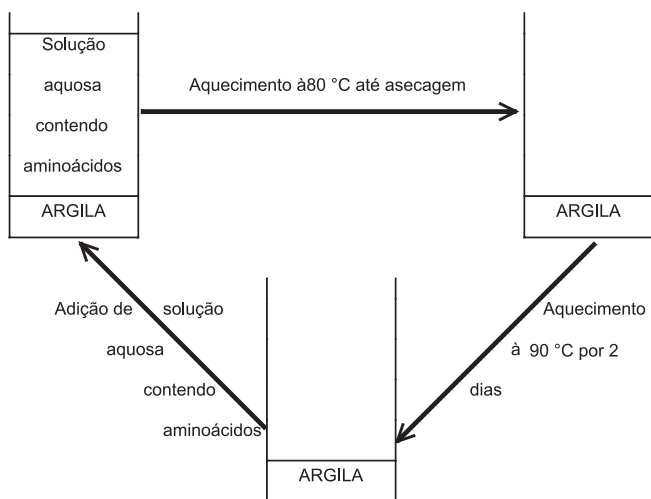 Solução
aquosa
contendo
aminoácidos
ARGILA
Aquecimento à80 °C até asecagem
ARGILA
Aquecimento
à 90 °C por 2
dias
ARGILA
Adição de solução
aquosa
contendo
aminoácidos